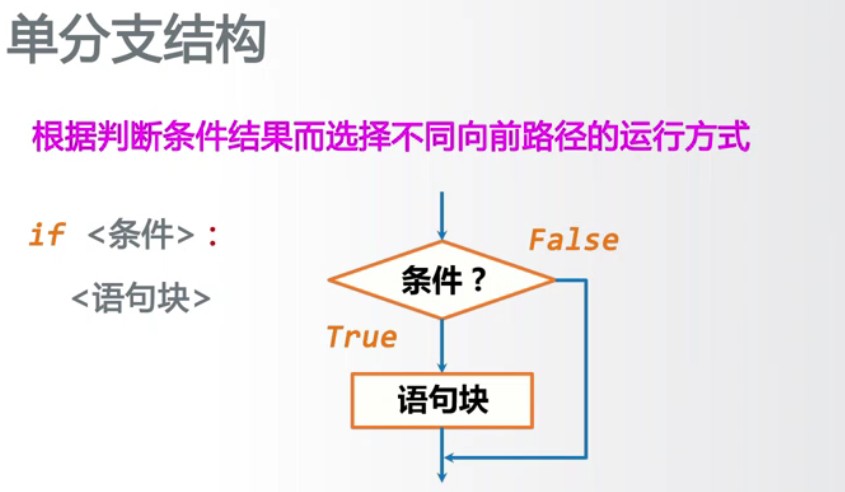 单分支结构
根据判断条件结果而选择不同向前路径的运行方式
if <条件>：
<语句块>
False
条件？
True
语句块